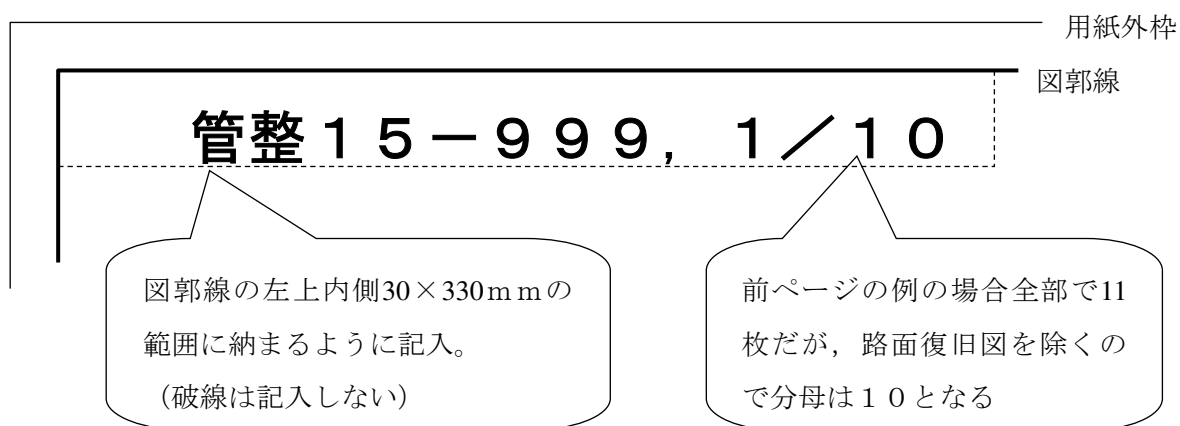 用紙外枠
図郭線
管整１５－９９９，１／１０
図郭線の左上内側30×330ｍｍの
範囲に納まるように記入。
（破線は記入しない）
前ページの例の場合全部で11
枚だが，路面復旧図を除くの
で分母は１０となる